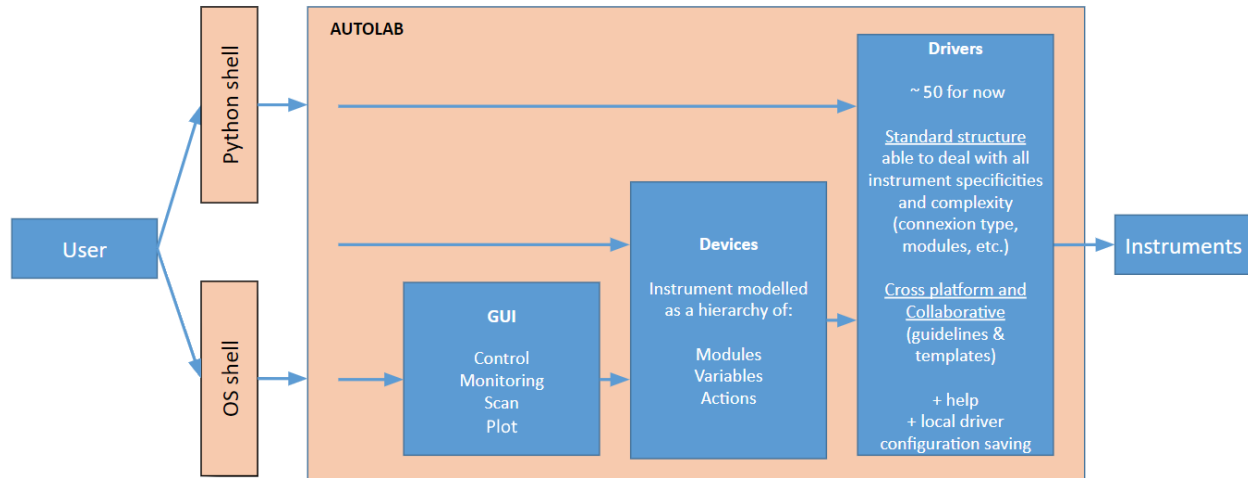 User
Python shell
OS shell
AUTOLAB
GUI
Control
Monitoring
Scan
Plot
Devices
Instrument modelled
as a hierarchy of:
Modules
Variables
Actions
Drivers
~ 50 for now
Standard structure
able to deal with all
instrument specificities
and complexity
(connexion type,
modules, etc.)
Cross platform and
Collaborative
(guidelines &
templates)
+ help
+ local driver
configuration saving
Instruments